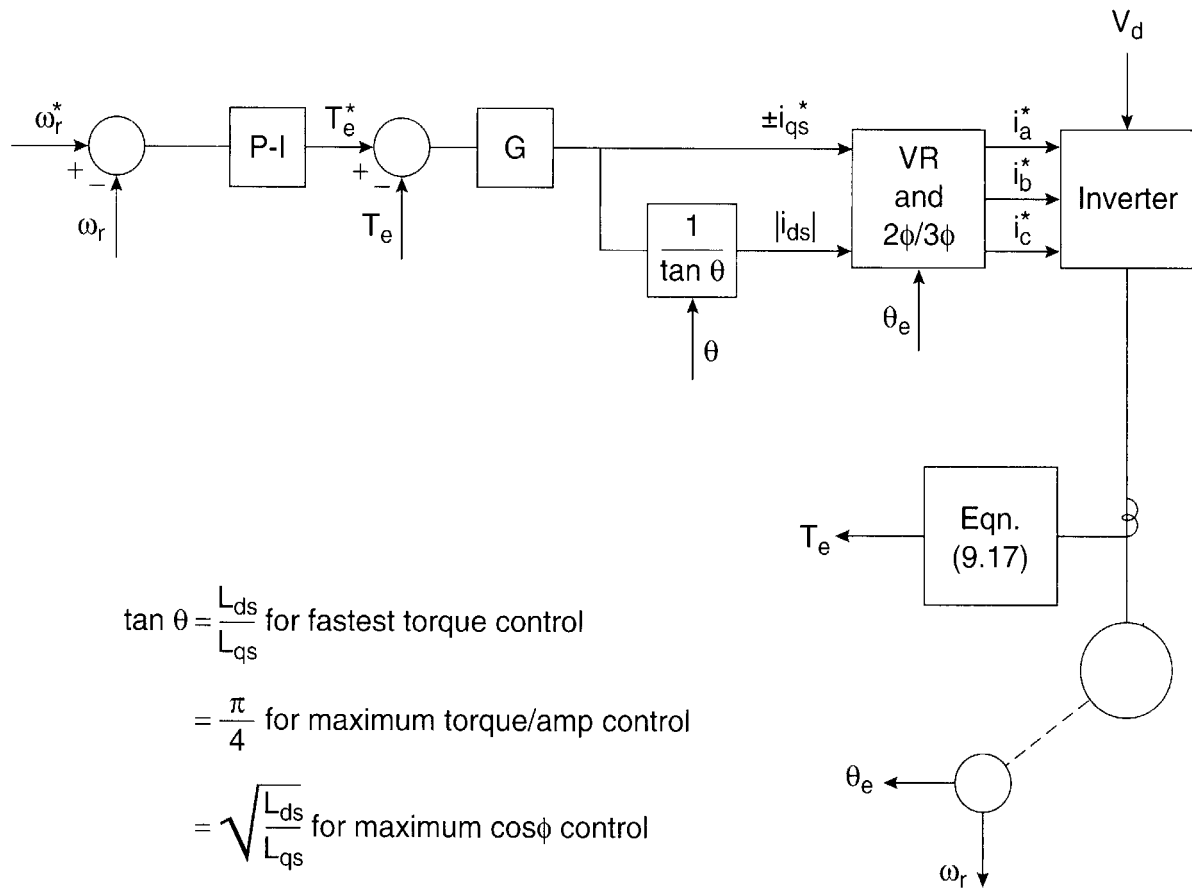 V_d
ω_r^*
+ −
ω_r
P-I
T_e^*
+ −
T_e
G
±i_qs^*
1
tan θ
θ
|i_ds|
VR
and
2ϕ/3ϕ
θ_e
i_a^*
i_b^*
i_c^*
Inverter
T_e
Eqn.
(9.17)
tan θ = L_ds/L_qs for fastest torque control
= π/4 for maximum torque/amp control
= √(L_ds/L_qs) for maximum cosϕ control
θ_e
ω_r